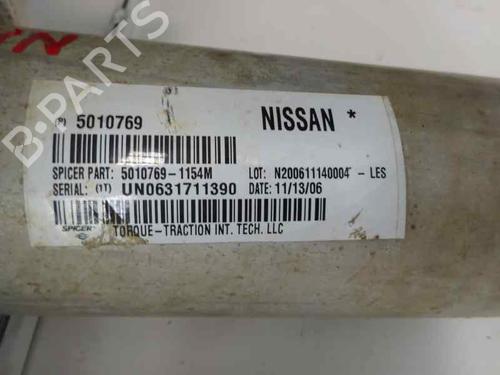 (P) 5010769 NISSAN *
SPICER PART: 5010769-1154M LOT: N200611140004 - LES
SERIAL: (1T) UN0631711390 DATE: 11/13/06
SPICER TORQUE-TRACTION INT. TECH. LLC
B-PARTS